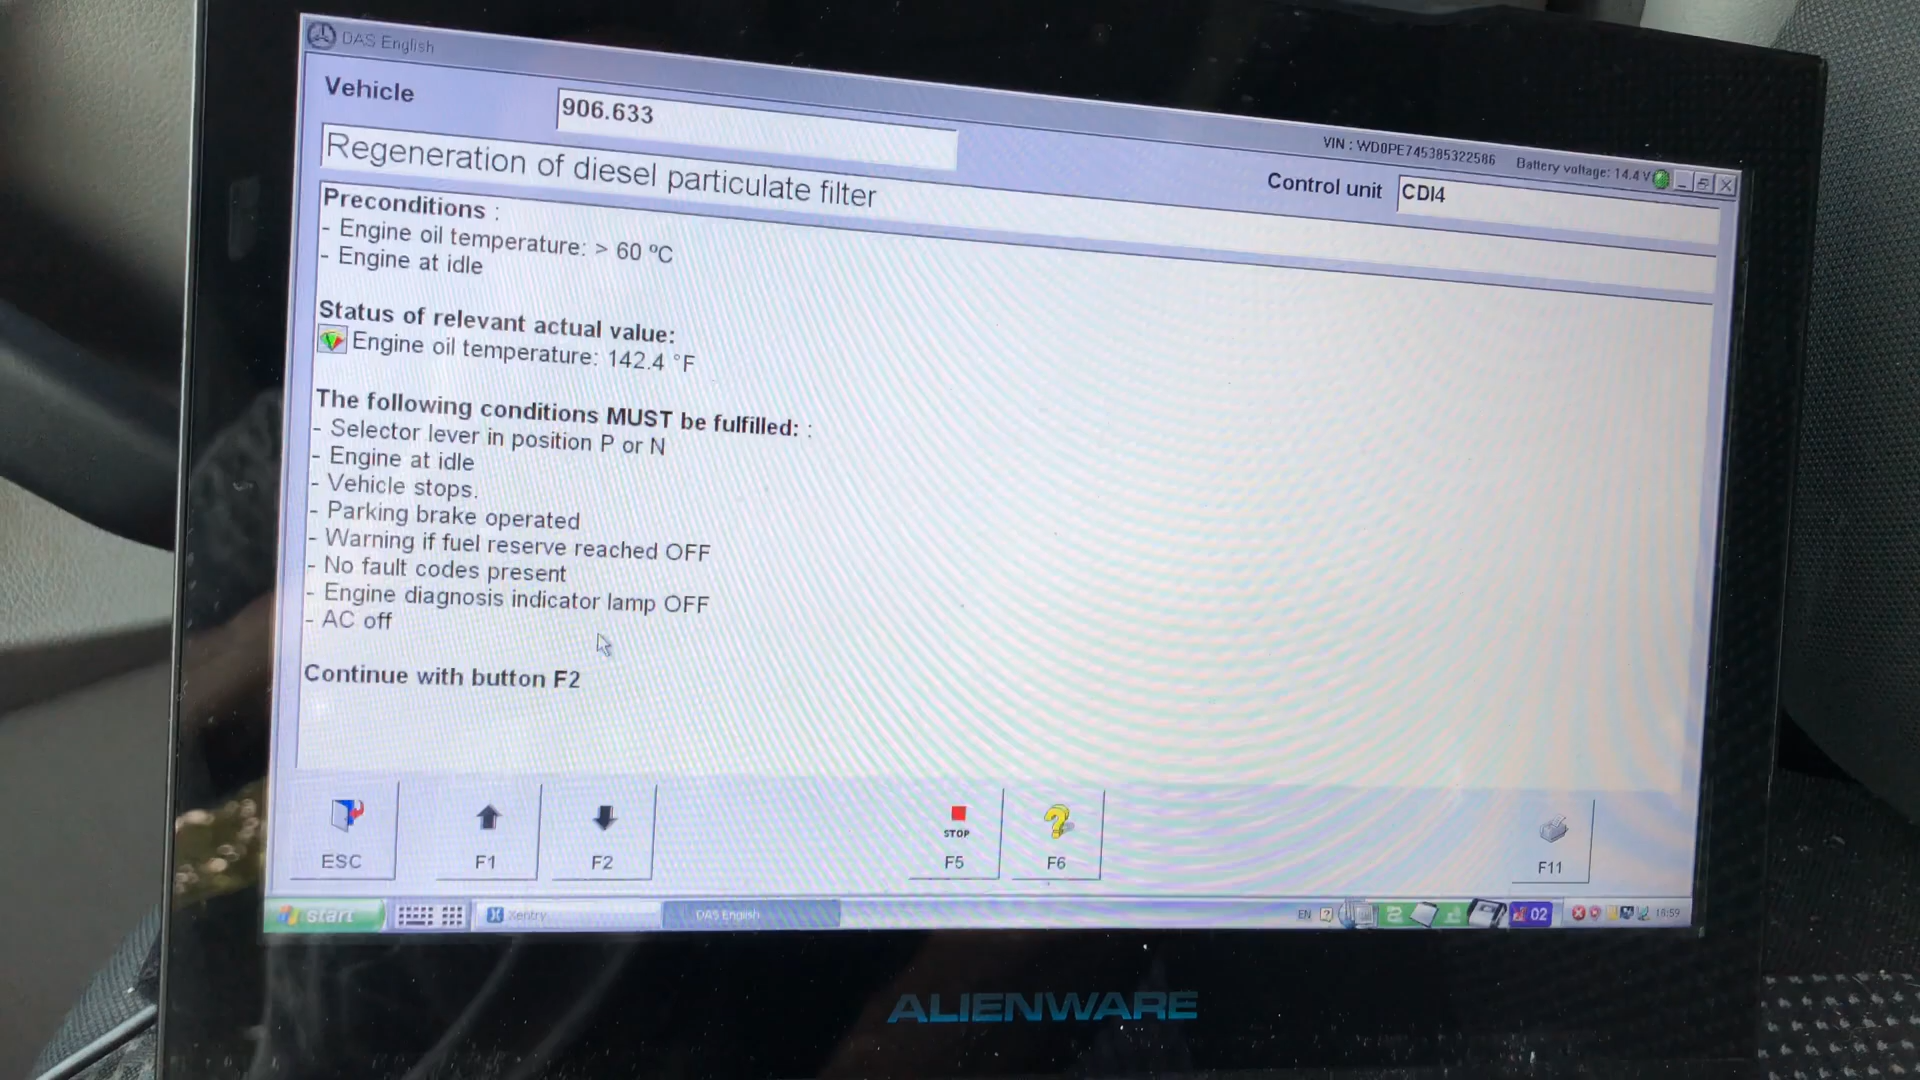 DAS English
Vehicle
906.633
VIN : WD0PE745385322586
Battery voltage: 14.4 V
Regeneration of diesel particulate filter
Control unit
CDI4
Preconditions :
- Engine oil temperature: > 60 ºC
- Engine at idle
Status of relevant actual value:
Engine oil temperature: 142.4 °F
The following conditions MUST be fulfilled: :
- Selector lever in position P or N
- Engine at idle
- Vehicle stops.
- Parking brake operated
- Warning if fuel reserve reached OFF
- No fault codes present
- Engine diagnosis indicator lamp OFF
- AC off
Continue with button F2
STOP
ESC
F1
F2
F5
F6
F11
start
Xentry
DAS English
EN
02
18:59
ALIENWARE